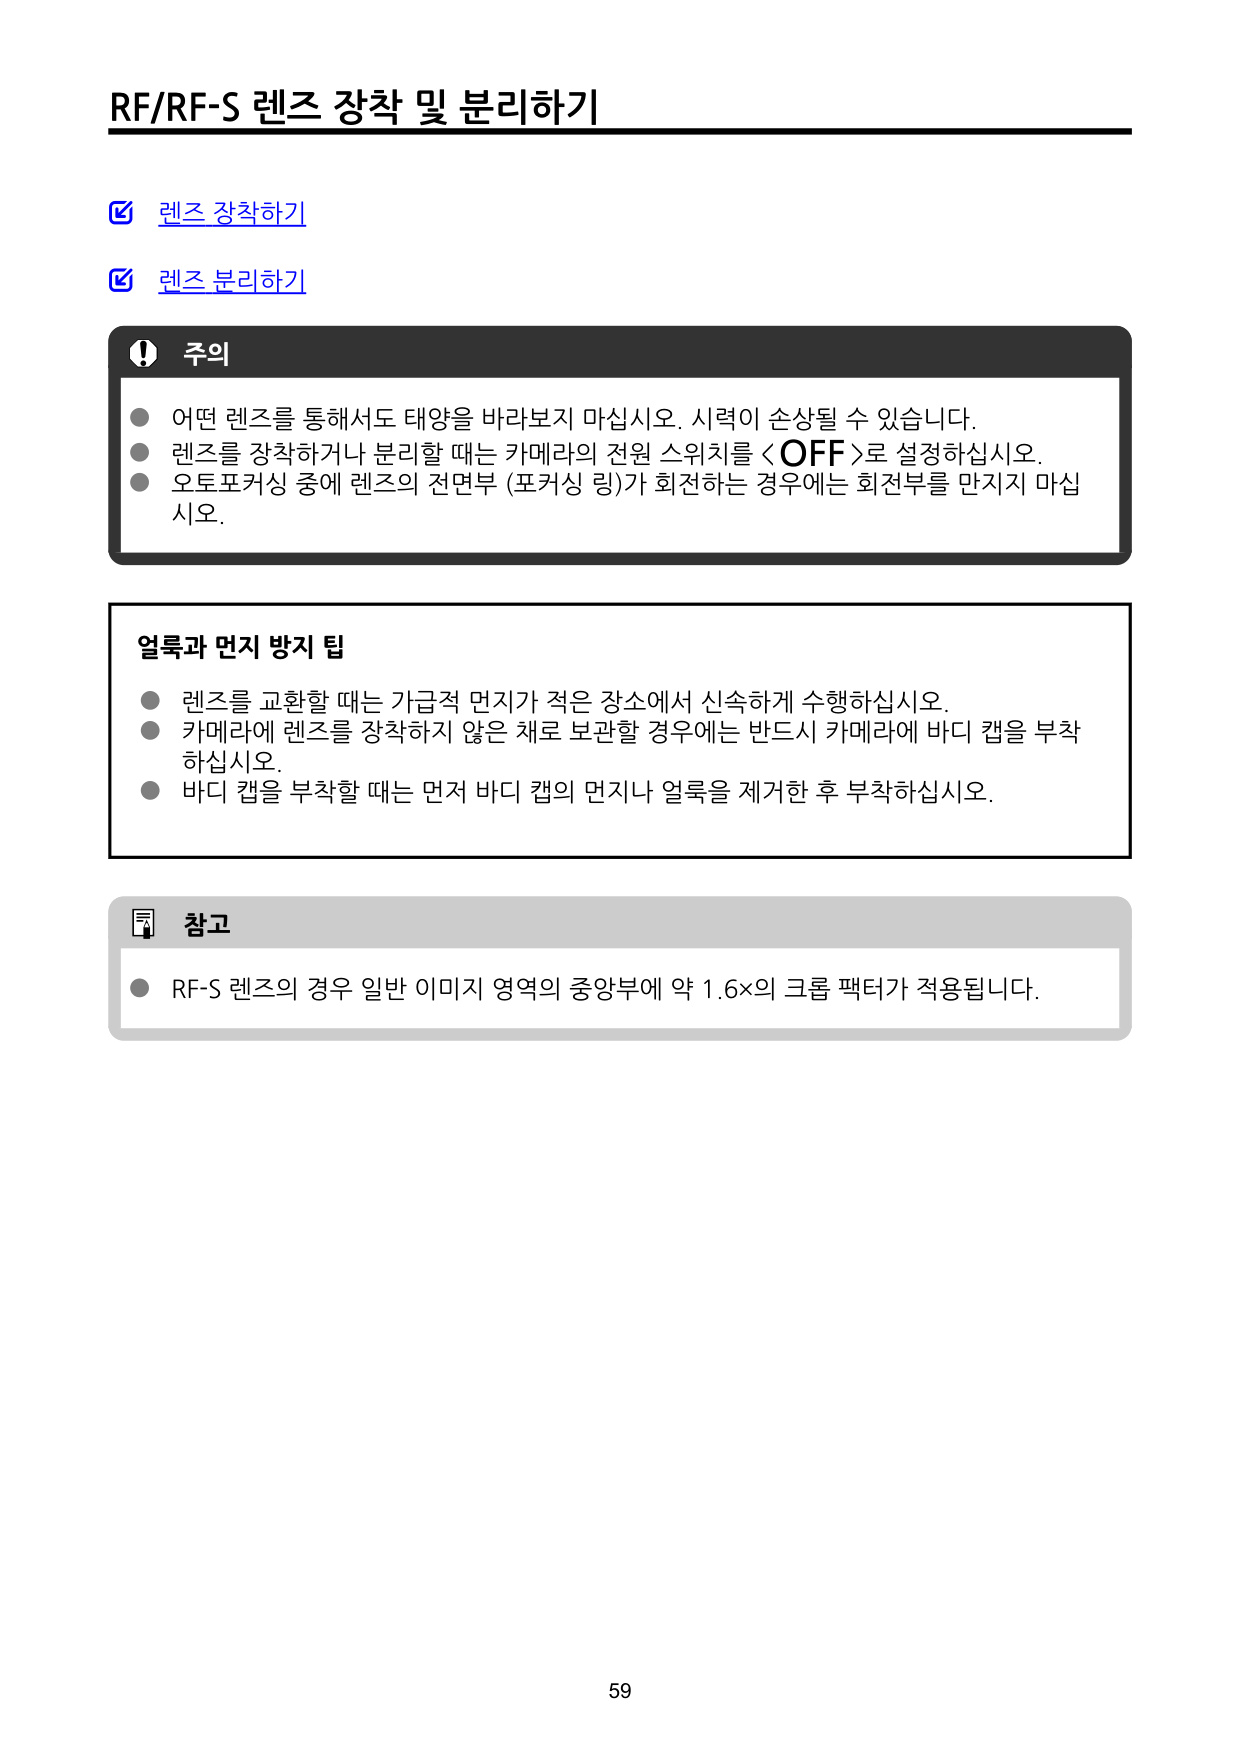 RF/RF-S 렌즈 장착 및 분리하기
렌즈 장착하기
렌즈 분리하기
주의
● 어떤 렌즈를 통해서도 태양을 바라보지 마십시오. 시력이 손상될 수 있습니다.
● 렌즈를 장착하거나 분리할 때는 카메라의 전원 스위치를 <OFF>로 설정하십시오.
● 오토포커싱 중에 렌즈의 전면부 (포커싱 링)가 회전하는 경우에는 회전부를 만지지 마십
시오.
얼룩과 먼지 방지 팁
● 렌즈를 교환할 때는 가급적 먼지가 적은 장소에서 신속하게 수행하십시오.
● 카메라에 렌즈를 장착하지 않은 채로 보관할 경우에는 반드시 카메라에 바디 캡을 부착
하십시오.
● 바디 캡을 부착할 때는 먼저 바디 캡의 먼지나 얼룩을 제거한 후 부착하십시오.
참고
● RF-S 렌즈의 경우 일반 이미지 영역의 중앙부에 약 1.6×의 크롭 팩터가 적용됩니다.
59